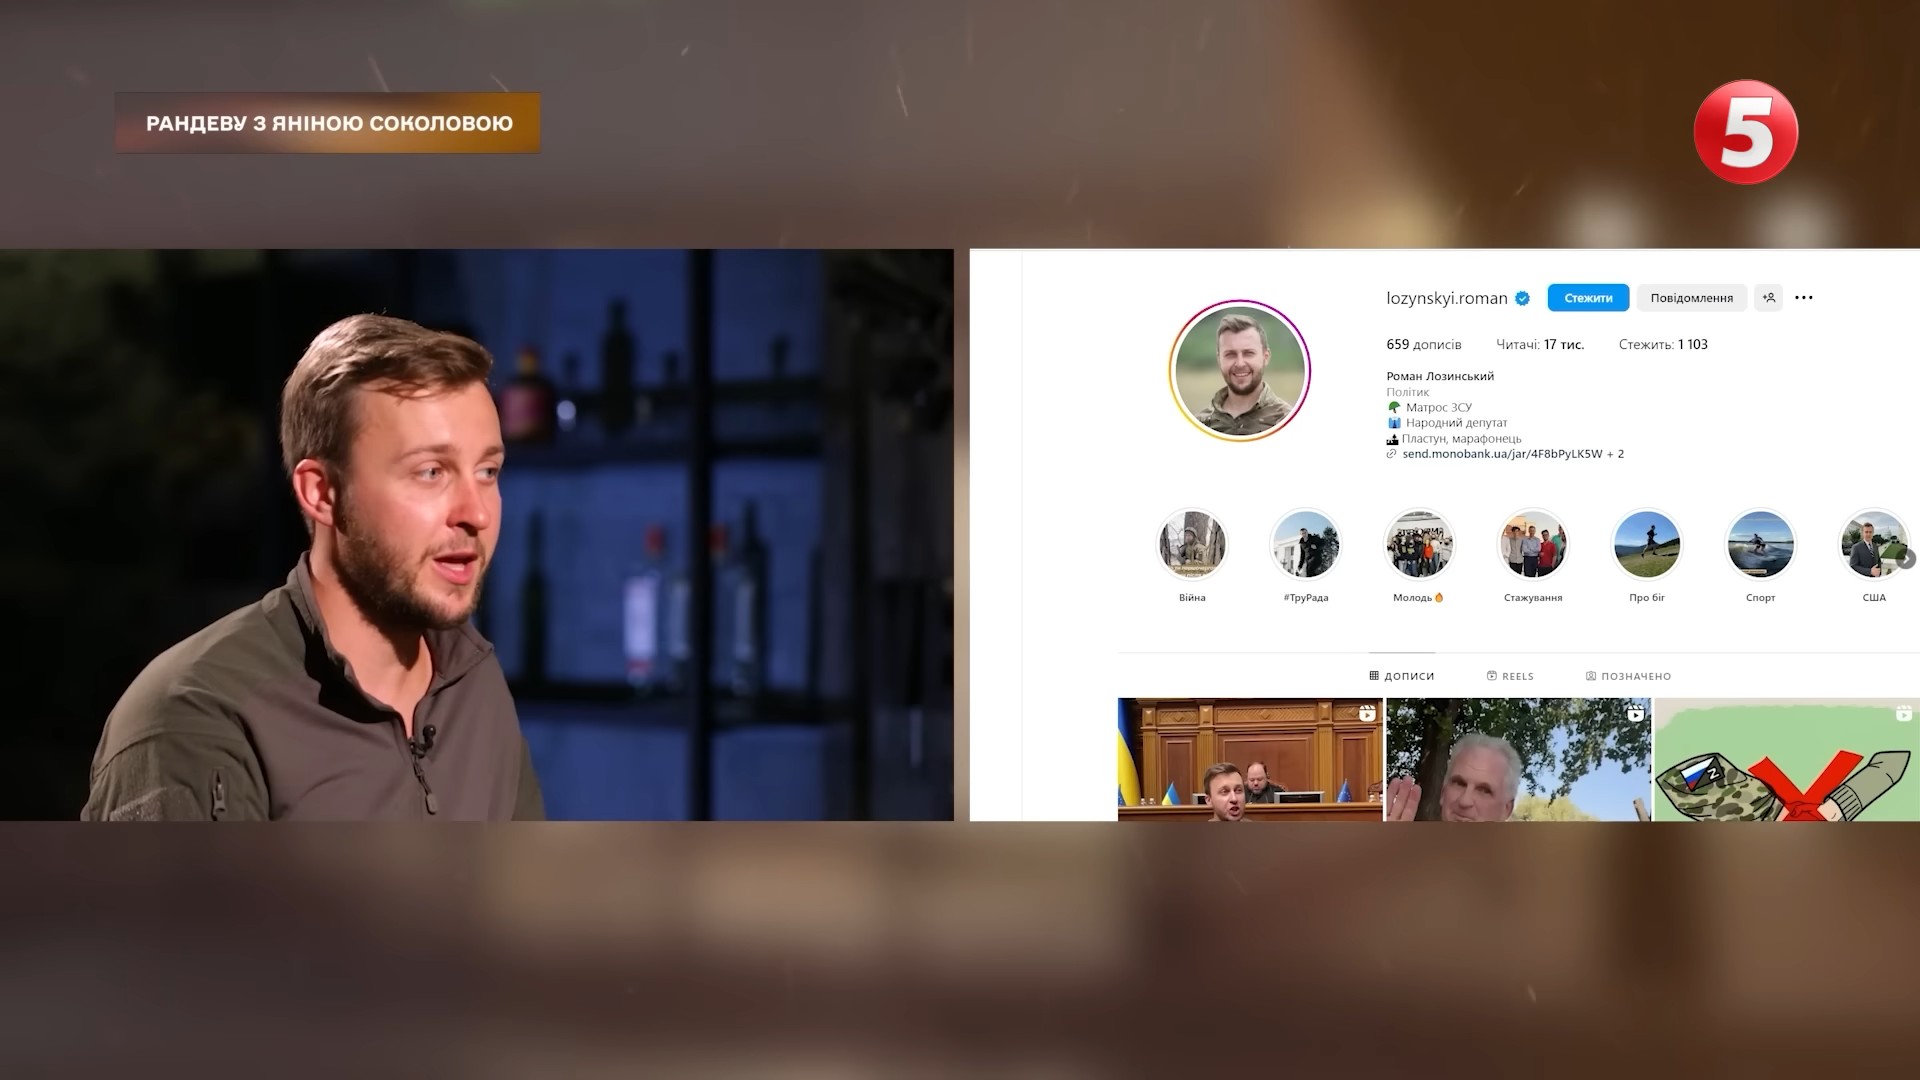 РАНДЕВУ З ЯНІНОЮ СОКОЛОВОЮ
5
lozynskyi.roman
Стежити
Повідомлення
659 дописів
Читачі: 17 тис.
Стежить: 1 103
Роман Лозинський
Політик
Матрос ЗСУ
Народний депутат
Пластун, марафонець
send.monobank.ua/jar/4F8bPyLK5W + 2
Війна
#ТруРада
Молодь
Стажування
Про біг
Спорт
США
ДОПИСИ
REELS
ПОЗНАЧЕНО
Z